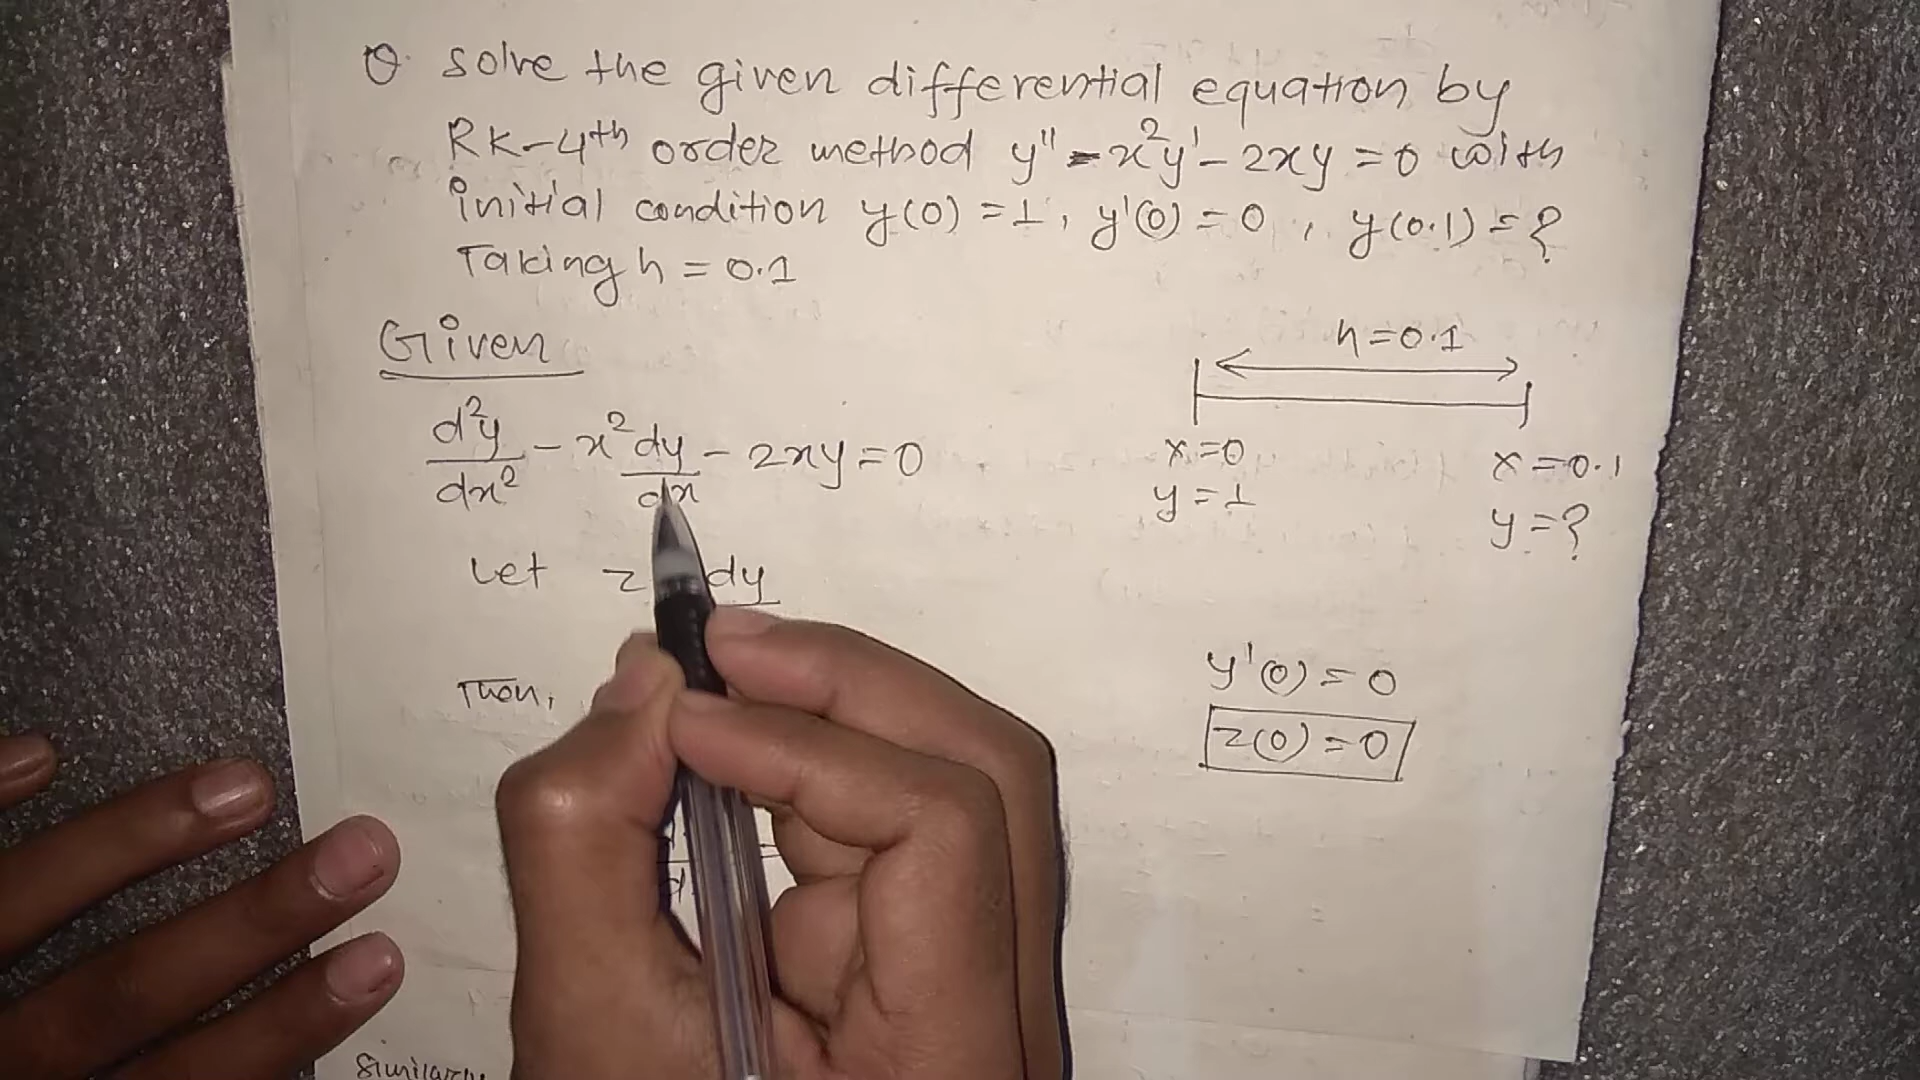 Q. solve the given differential equation by
RK-4th order method y'' - x²y' - 2xy = 0 with
initial condition y(0) = 1, y'(0) = 0, y(0.1) = ?
Taking h = 0.1
Given
h = 0.1
d²y/dx² - x² dy/dx - 2xy = 0
x = 0
y = 1
x = 0.1
y = ?
Let z dy
y'(0) = 0
Then,
z(0) = 0
d
Similarly